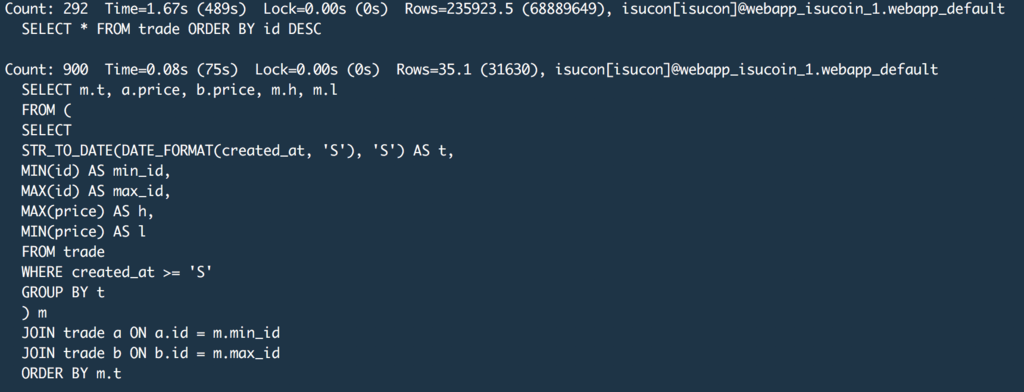 Count: 292  Time=1.67s (489s)  Lock=0.00s (0s)  Rows=235923.5 (68889649), isucon[isucon]@webapp_isucoin_1.webapp_default
SELECT * FROM trade ORDER BY id DESC
Count: 900  Time=0.08s (75s)  Lock=0.00s (0s)  Rows=35.1 (31630), isucon[isucon]@webapp_isucoin_1.webapp_default
SELECT m.t, a.price, b.price, m.h, m.l
FROM (
SELECT
STR_TO_DATE(DATE_FORMAT(created_at, 'S'), 'S') AS t,
MIN(id) AS min_id,
MAX(id) AS max_id,
MAX(price) AS h,
MIN(price) AS l
FROM trade
WHERE created_at >= 'S'
GROUP BY t
) m
JOIN trade a ON a.id = m.min_id
JOIN trade b ON b.id = m.max_id
ORDER BY m.t